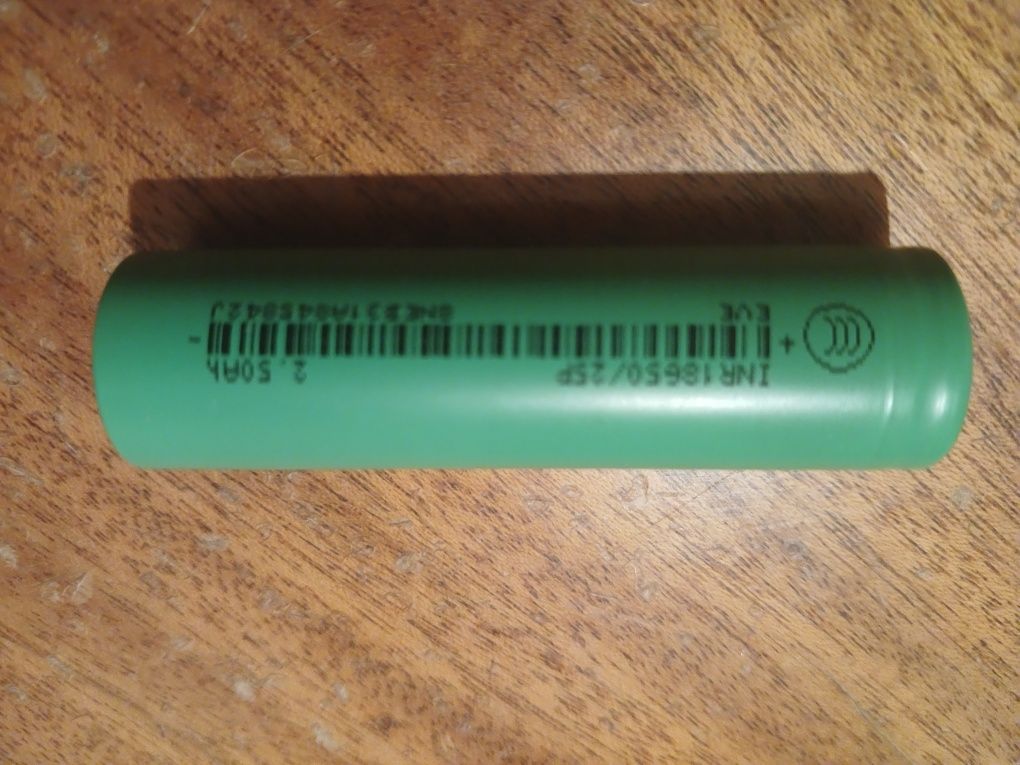 INR18650/25P 2.50Ah
+ -
EVE